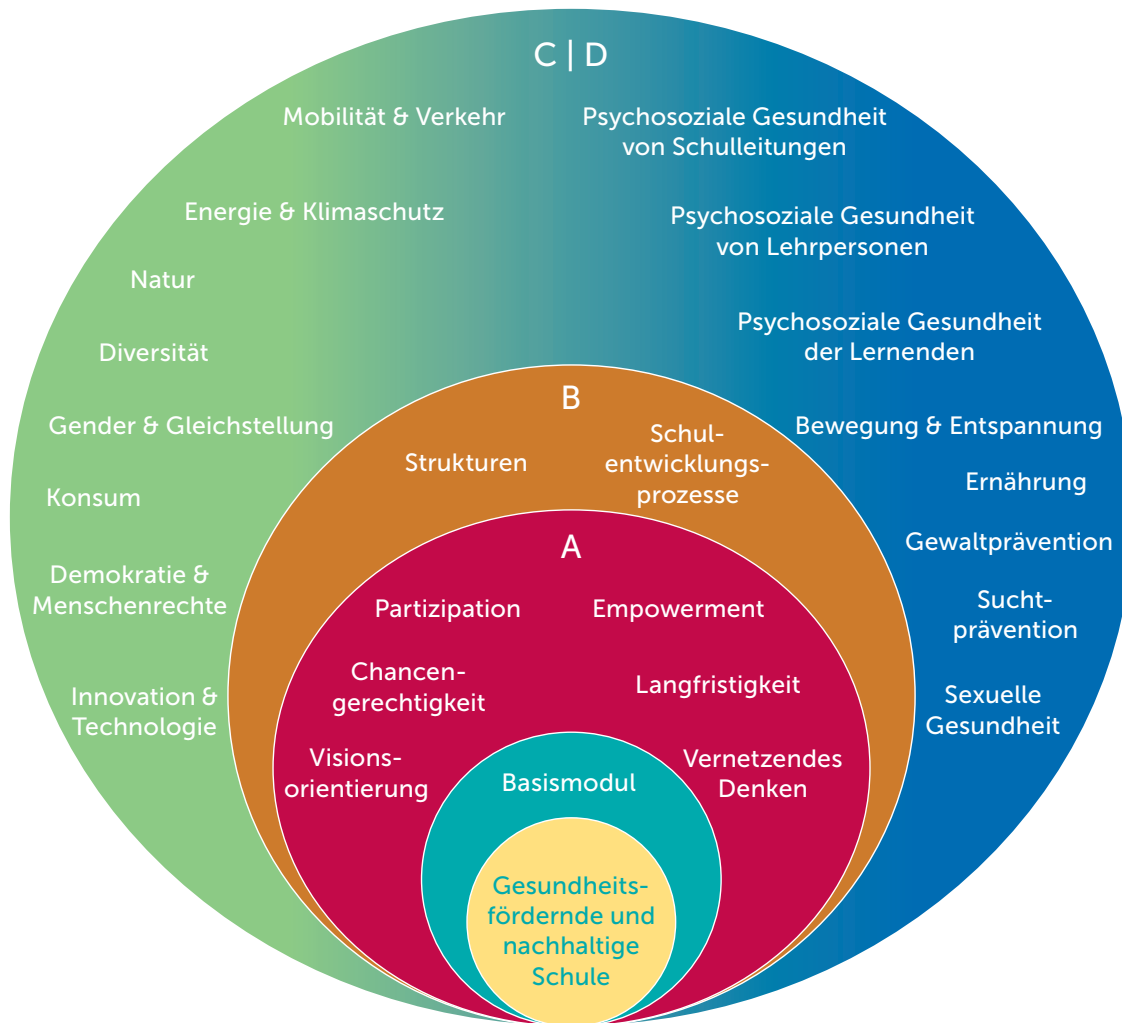 C | D
Mobilität & Verkehr
Energie & Klimaschutz
Natur
Diversität
Gender & Gleichstellung
Konsum
Demokratie &
Menschenrechte
Innovation &
Technologie
Psychosoziale Gesundheit
von Schulleitungen
Psychosoziale Gesundheit
von Lehrpersonen
Psychosoziale Gesundheit
der Lernenden
Bewegung & Entspannung
Ernährung
Gewaltprävention
Sucht-
prävention
Sexuelle
Gesundheit
B
Strukturen
Schul-
entwicklungs-
prozesse
A
Partizipation
Empowerment
Chancen-
gerechtigkeit
Langfristigkeit
Visions-
orientierung
Vernetzendes
Denken
Basismodul
Gesundheits-
fördernde und
nachhaltige
Schule